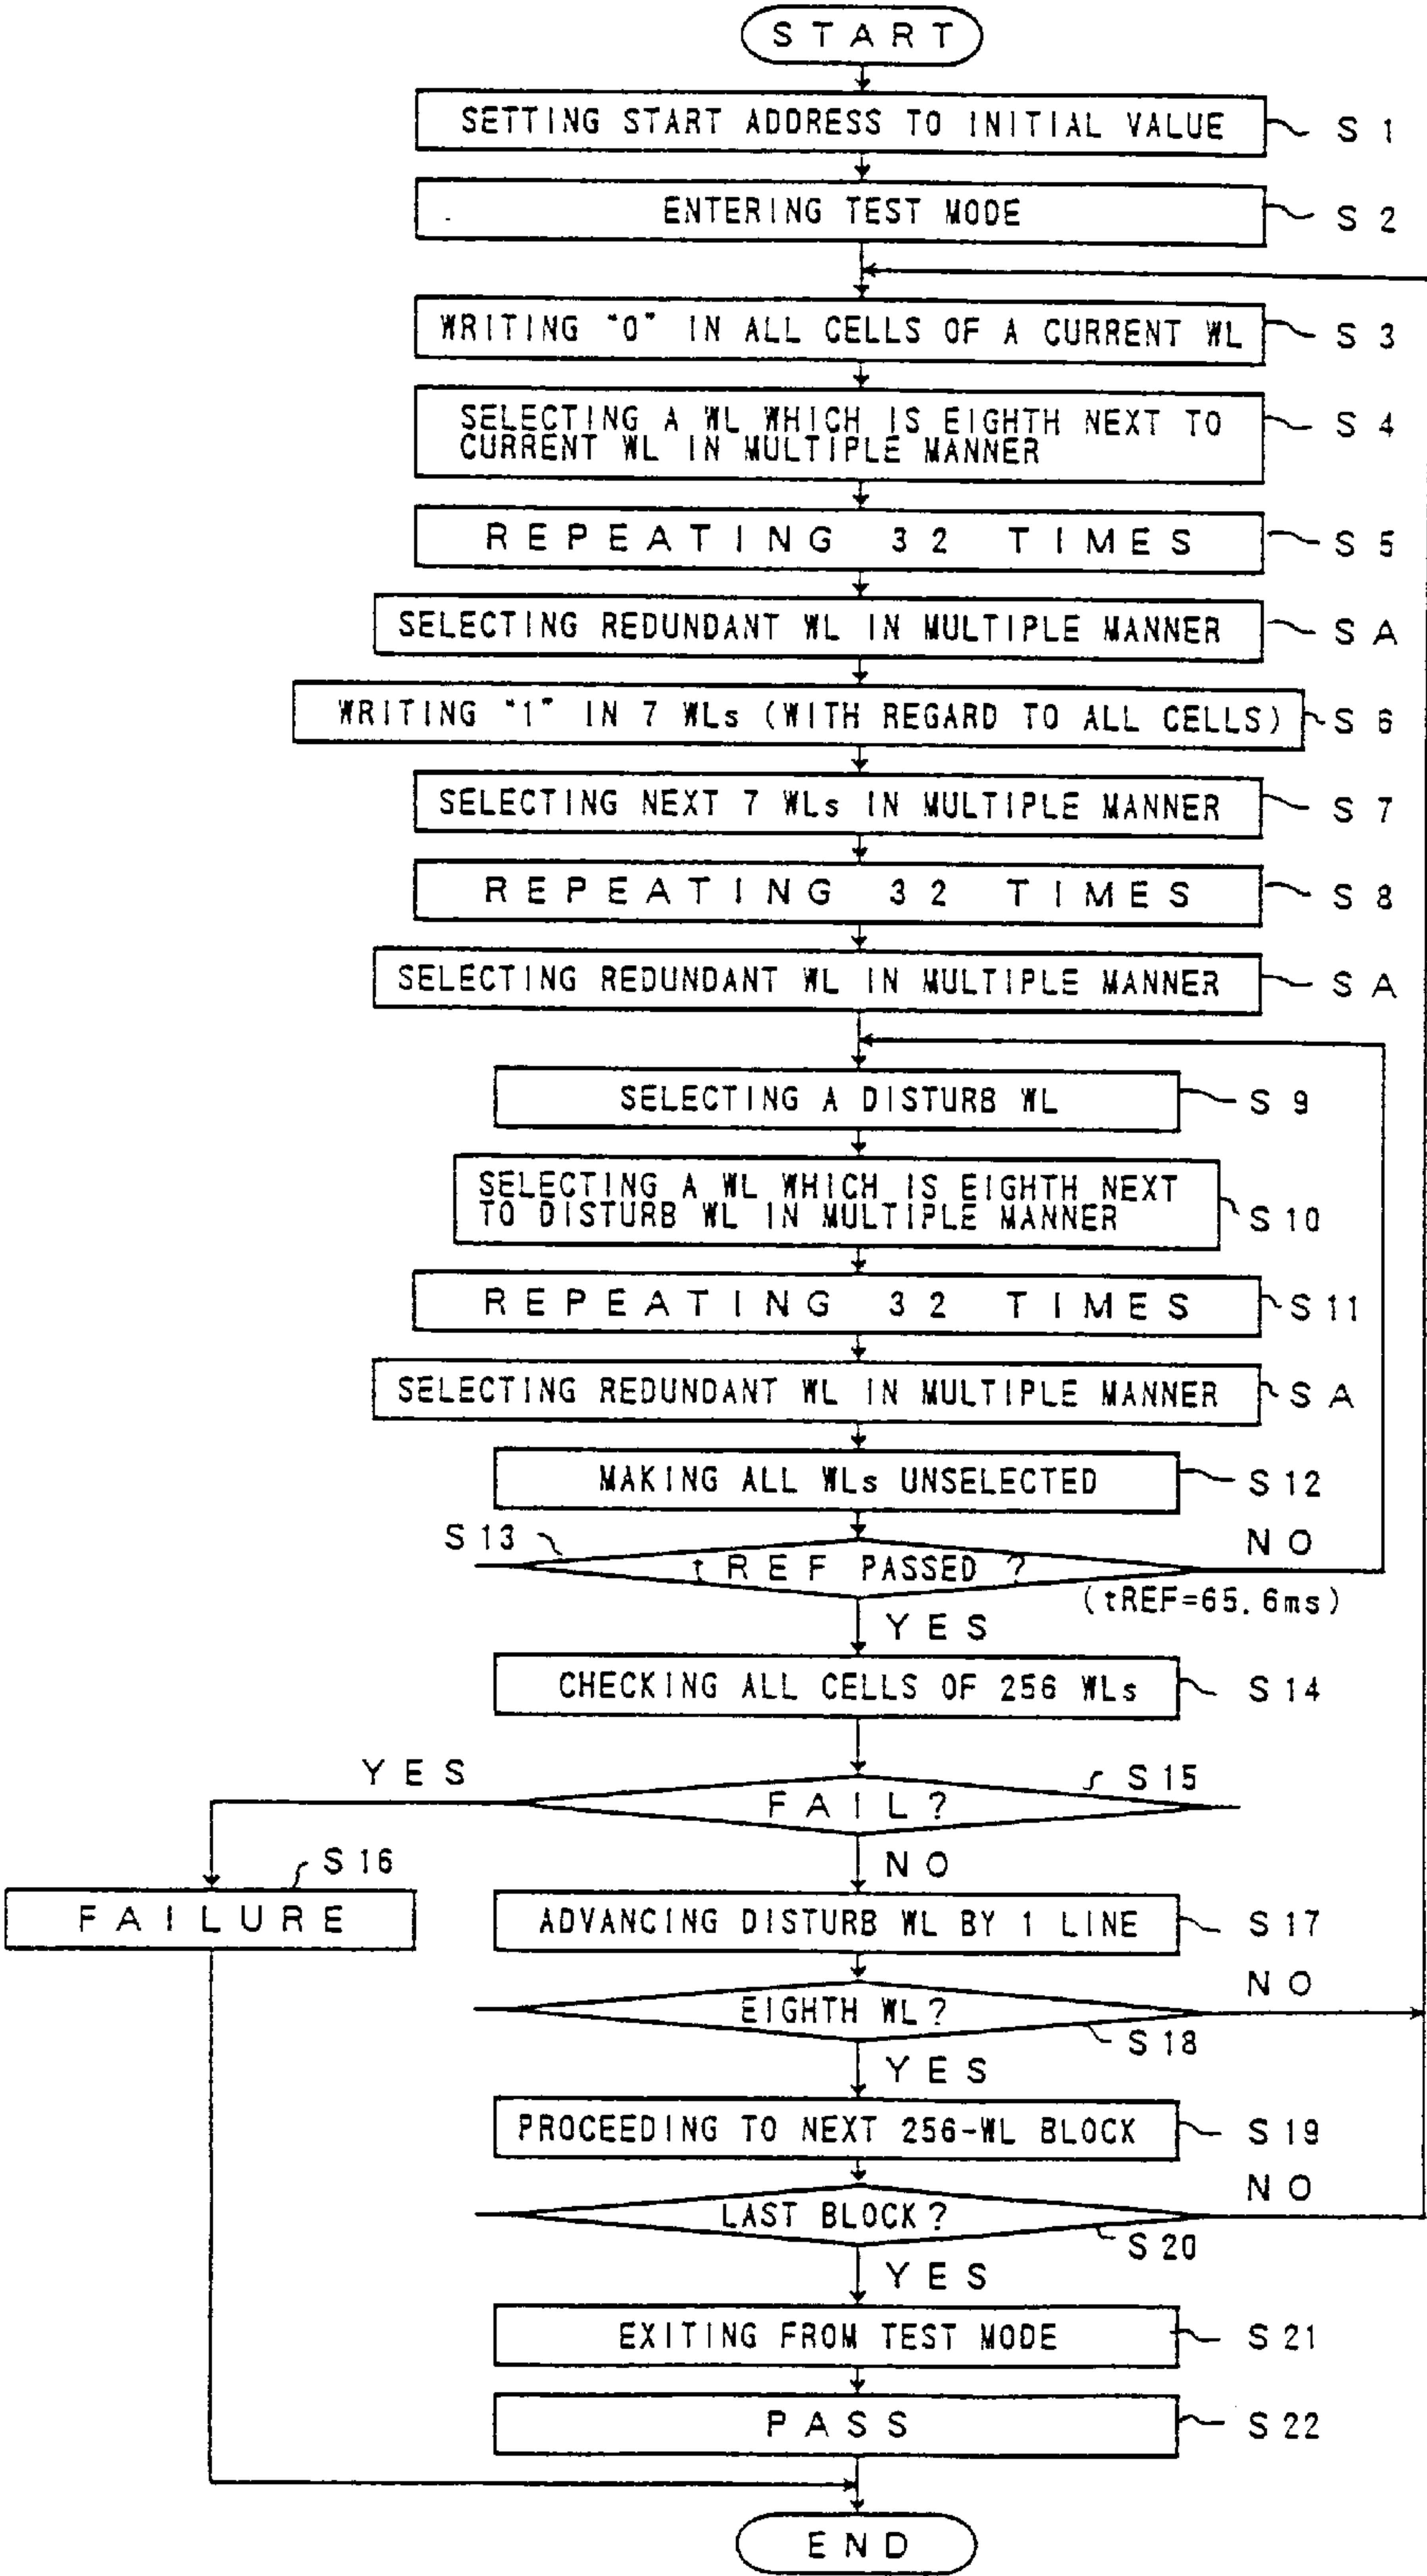 START
SETTING START ADDRESS TO INITIAL VALUE
S1
ENTERING TEST MODE
S2
WRITING "0" IN ALL CELLS OF A CURRENT WL
S3
SELECTING A WL WHICH IS EIGHTH NEXT TO
CURRENT WL IN MULTIPLE MANNER
S4
REPEATING 32 TIMES
S5
SELECTING REDUNDANT WL IN MULTIPLE MANNER
SA
WRITING "1" IN 7 WLs (WITH REGARD TO ALL CELLS)
S6
SELECTING NEXT 7 WLs IN MULTIPLE MANNER
S7
REPEATING 32 TIMES
S8
SELECTING REDUNDANT WL IN MULTIPLE MANNER
SA
SELECTING A DISTURB WL
S9
SELECTING A WL WHICH IS EIGHTH NEXT
TO DISTURB WL IN MULTIPLE MANNER
S10
REPEATING 32 TIMES
S11
SELECTING REDUNDANT WL IN MULTIPLE MANNER
SA
MAKING ALL WLs UNSELECTED
S12
S13
NO
tREF PASSED?
(tREF=65.6ms)
YES
CHECKING ALL CELLS OF 256 WLs
S14
YES
S15
FAIL?
S16
NO
FAILURE
ADVANCING DISTURB WL BY 1 LINE
S17
NO
EIGHTH WL?
S18
YES
PROCEEDING TO NEXT 256-WL BLOCK
S19
NO
LAST BLOCK?
S20
YES
EXITING FROM TEST MODE
S21
PASS
S22
END